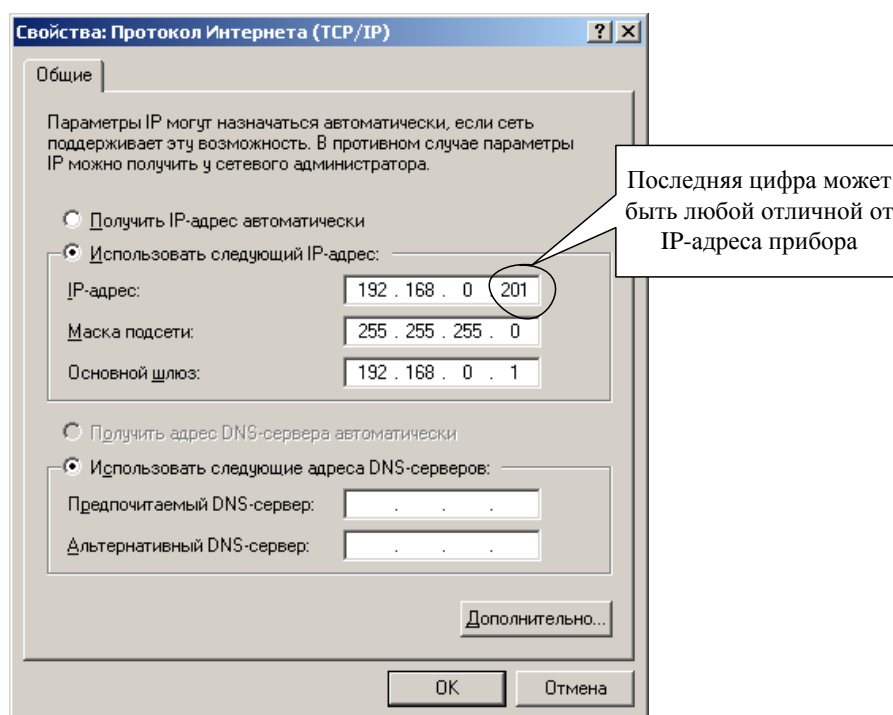 Свойства: Протокол Интернета (TCP/IP)
Общие
Параметры IP могут назначаться автоматически, если сеть
поддерживает эту возможность. В противном случае параметры
IP можно получить у сетевого администратора.
Получить IP-адрес автоматически
Использовать следующий IP-адрес:
IP-адрес: 192 . 168 . 0 . 201
Маска подсети: 255 . 255 . 255 . 0
Основной шлюз: 192 . 168 . 0 . 1
Получить адрес DNS-сервера автоматически
Использовать следующие адреса DNS-серверов:
Предпочитаемый DNS-сервер: . . .
Альтернативный DNS-сервер: . . .
Дополнительно...
OK Отмена
Последняя цифра может
быть любой отличной от
IP-адреса прибора